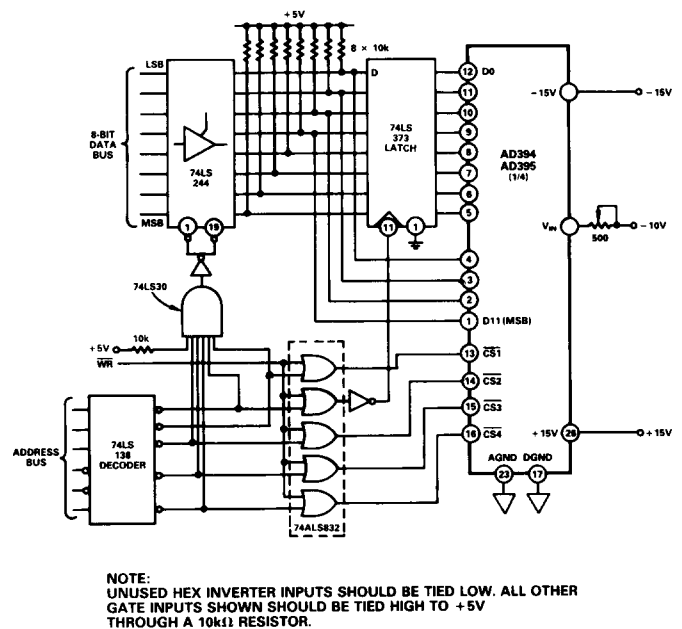 +5V
8 × 10k
LSB
8-BIT
DATA
BUS
MSB
74LS
244
1
19
D
74LS
373
LATCH
11
1
12 D0
11
10
9
8
7
6
5
4
3
2
1 D11 (MSB)
13 CS1
14 CS2
15 CS3
16 CS4
AD394
AD395
(1/4)
-15V
-15V
VIN
500
-10V
+15V
26
+15V
AGND DGND
23
17
74LS30
+5V
10k
WR
ADDRESS
BUS
74LS
138
DECODER
74ALS832
NOTE:
UNUSED HEX INVERTER INPUTS SHOULD BE TIED LOW. ALL OTHER
GATE INPUTS SHOWN SHOULD BE TIED HIGH TO +5V
THROUGH A 10kΩ RESISTOR.